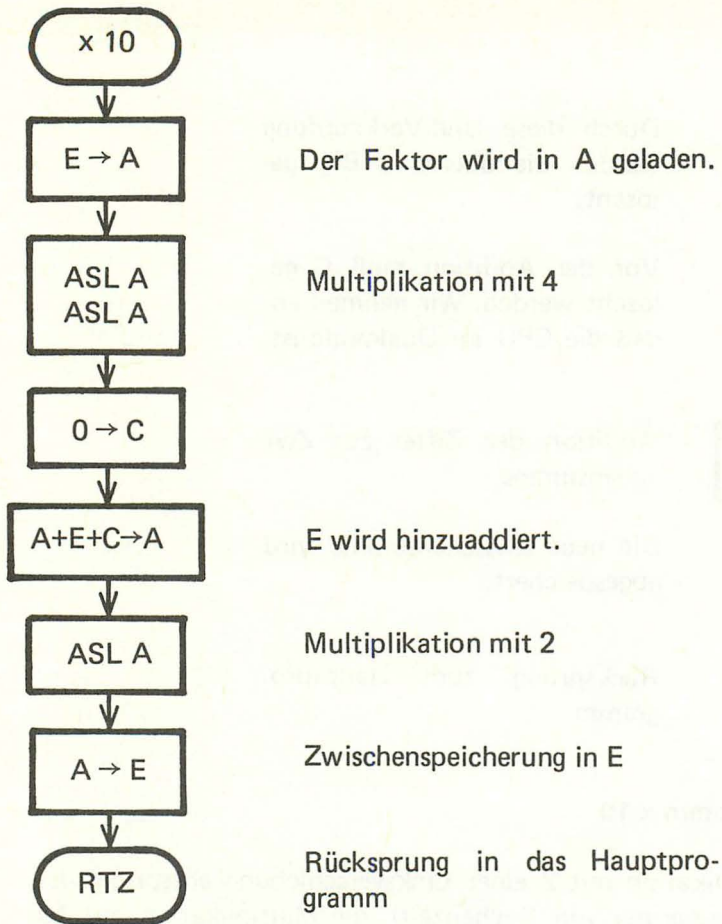 x 10
E → A
Der Faktor wird in A geladen.
ASL A
ASL A
Multiplikation mit 4
0 → C
A+E+C→A
E wird hinzuaddiert.
ASL A
Multiplikation mit 2
A → E
Zwischenspeicherung in E
RTZ
Rücksprung in das Hauptpro-
gramm